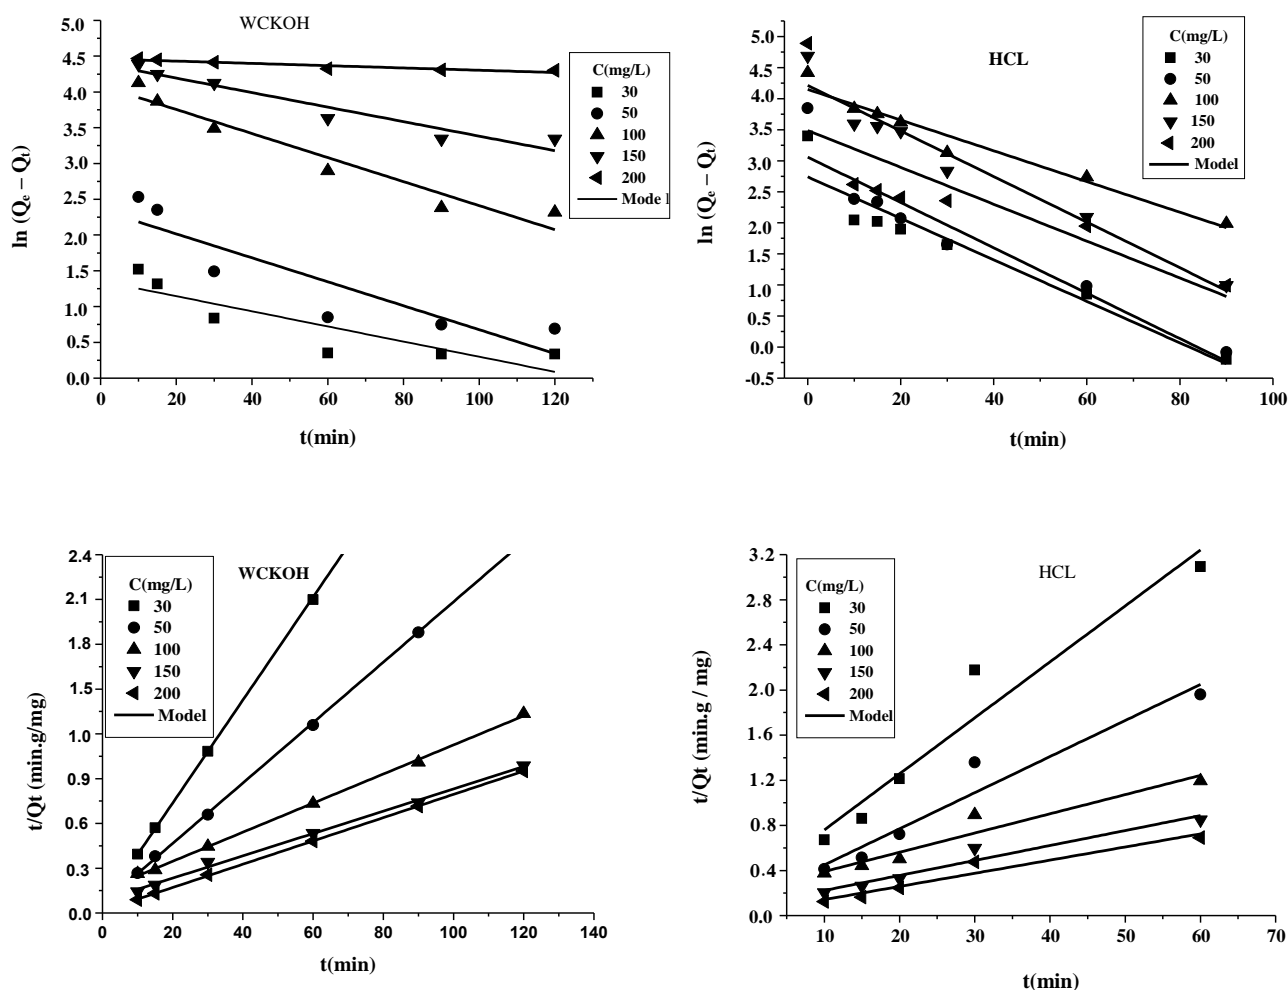 WCKOH
ln (Qe – Qt)
5.0
4.5
4.0
3.5
3.0
2.5
2.0
1.5
1.0
0.5
0.0
C(mg/L)
30
50
100
150
200
Mode l
0 20 40 60 80 100 120
t(min)
HCL
ln (Qe – Qt)
5.0
4.5
4.0
3.5
3.0
2.5
2.0
1.5
1.0
0.5
0.0
-0.5
C(mg/L)
30
50
100
150
200
Model
0 20 40 60 80 100
t(min)
WCKOH
t/Qt (min.g/mg)
2.4
2.1
1.8
1.5
1.0
0.9
0.6
0.3
0.0
C(mg/L)
30
50
100
150
200
Model
0 20 40 60 80 100 120 140
t(min)
HCL
t/Qt (min.g / mg)
3.2
2.8
2.4
2.0
1.6
1.2
0.8
0.4
0.0
C(mg/L)
30
50
100
150
200
Model
10 20 30 40 50 60 70
t(min)